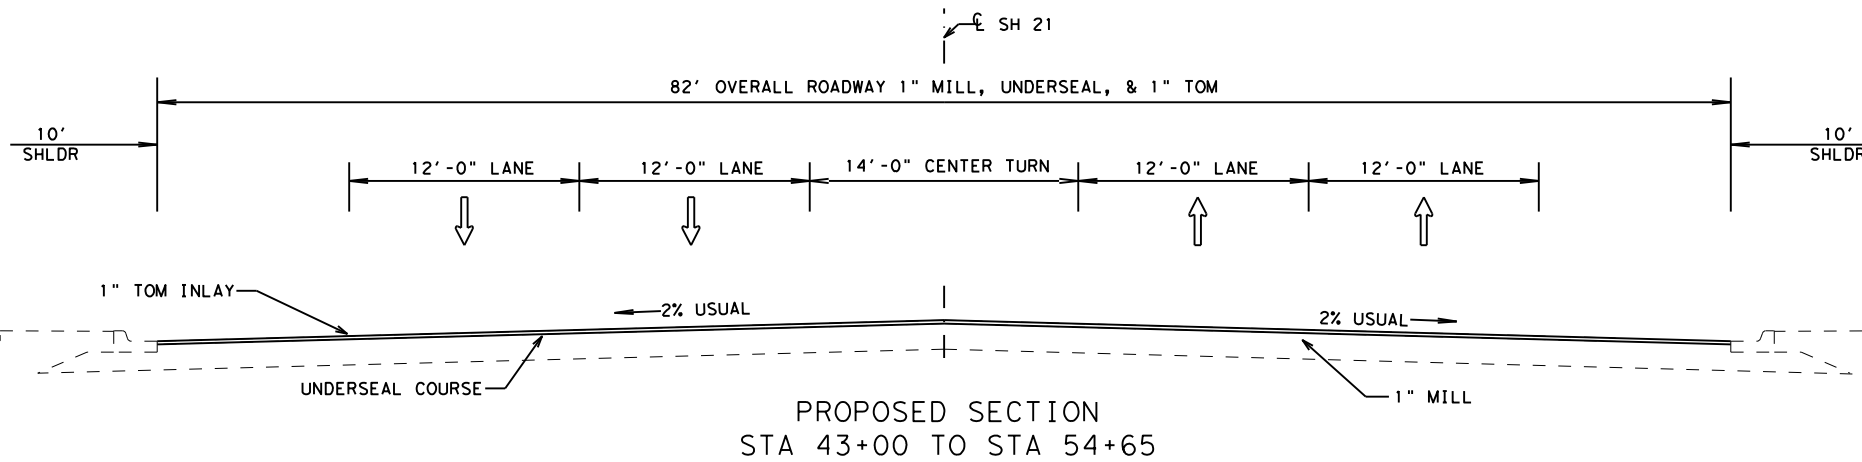 ℄ SH 21
82' OVERALL ROADWAY 1" MILL, UNDERSEAL, & 1" TOM
10'
SHLDR
10'
SHLDR
12'-0" LANE
12'-0" LANE
14'-0" CENTER TURN
12'-0" LANE
12'-0" LANE
1" TOM INLAY
2% USUAL
2% USUAL
UNDERSEAL COURSE
1" MILL
PROPOSED SECTION
STA 43+00 TO STA 54+65